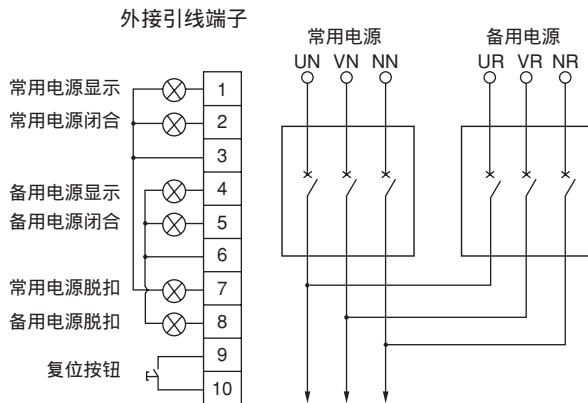 外接引线端子
常用电源
备用电源
UN VN NN
UR VR NR
常用电源显示 1
常用电源闭合 2
3
备用电源显示 4
备用电源闭合 5
6
常用电源脱扣 7
备用电源脱扣 8
9
复位按钮
10